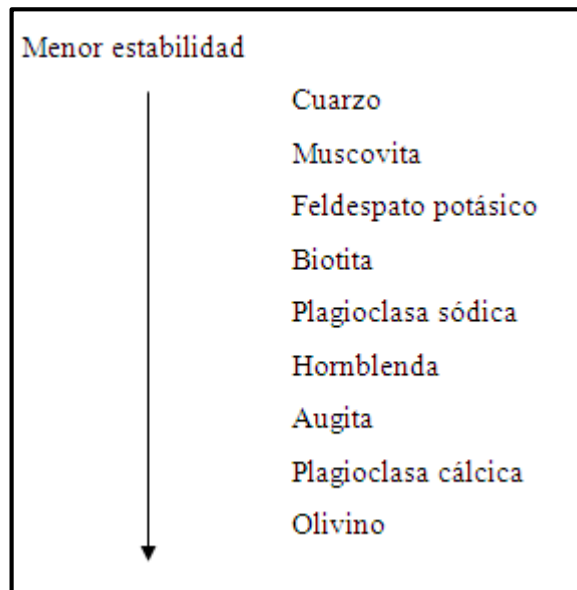 Menor estabilidad
Cuarzo
Muscovita
Feldespato potásico
Biotita
Plagioclasa sódica
Hornblenda
Augita
Plagioclasa cálcica
Olivino